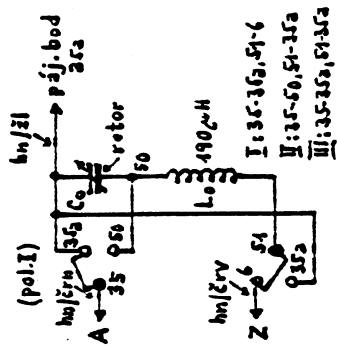 (pol.I)
hn/žl
páj. bod
35a
hn/črn
A
35
35a
50
C₀
rotor
50
L₀
190µH
hn/črv
Z
6
51
35a
I: 35-35a, 51-6
II: 35-50, 51-35a
III: 35-35a, 51-35a